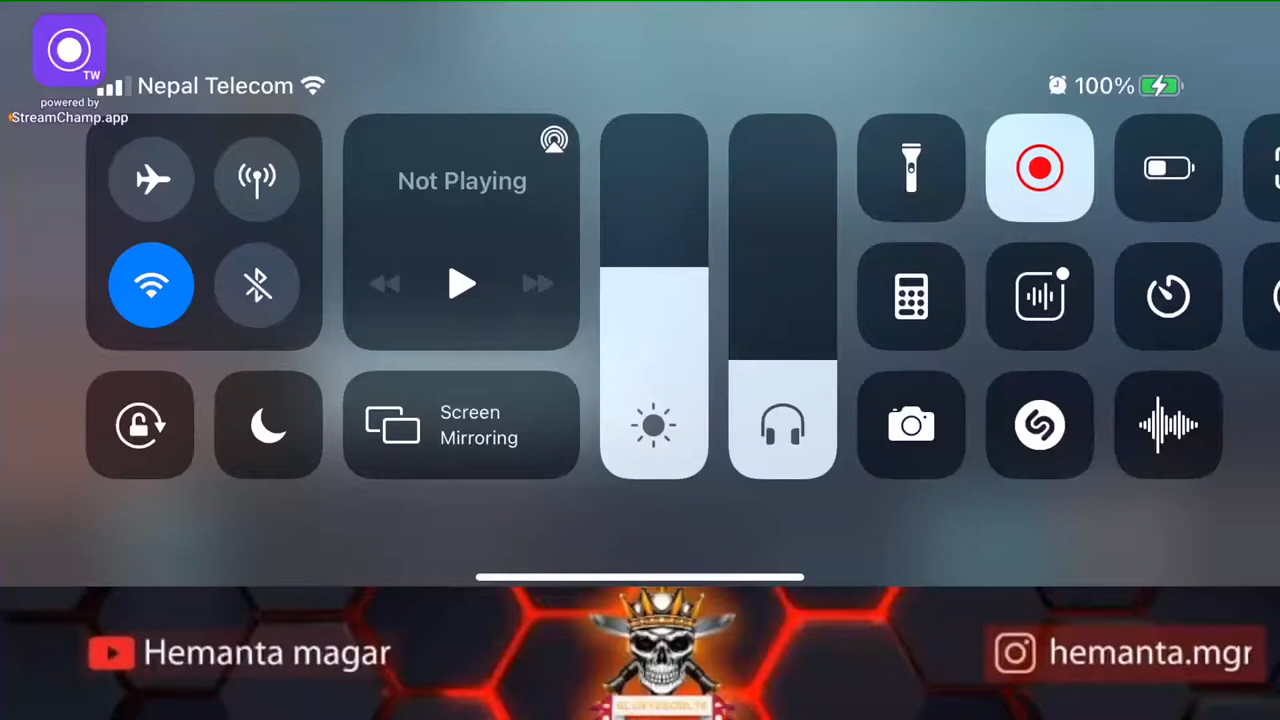 TW
powered by
StreamChamp.app
Nepal Telecom
100%
Not Playing
Screen
Mirroring
Hemanta magar
hemanta.mgr